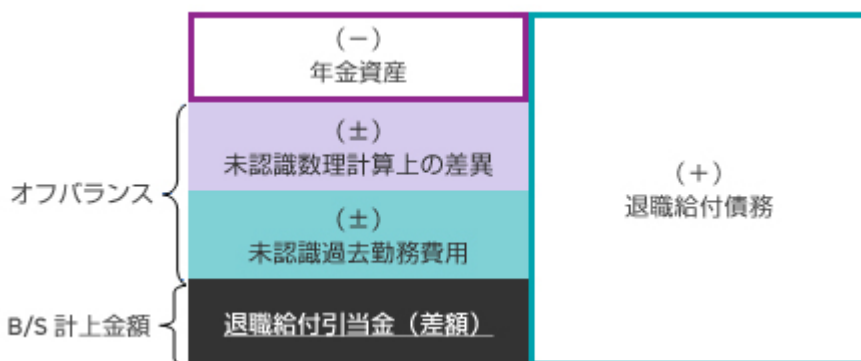 （－）
年金資産
オフバランス
（±）
未認識数理計算上の差異
（±）
未認識過去勤務費用
B/S 計上金額
退職給付引当金（差額）
（＋）
退職給付債務